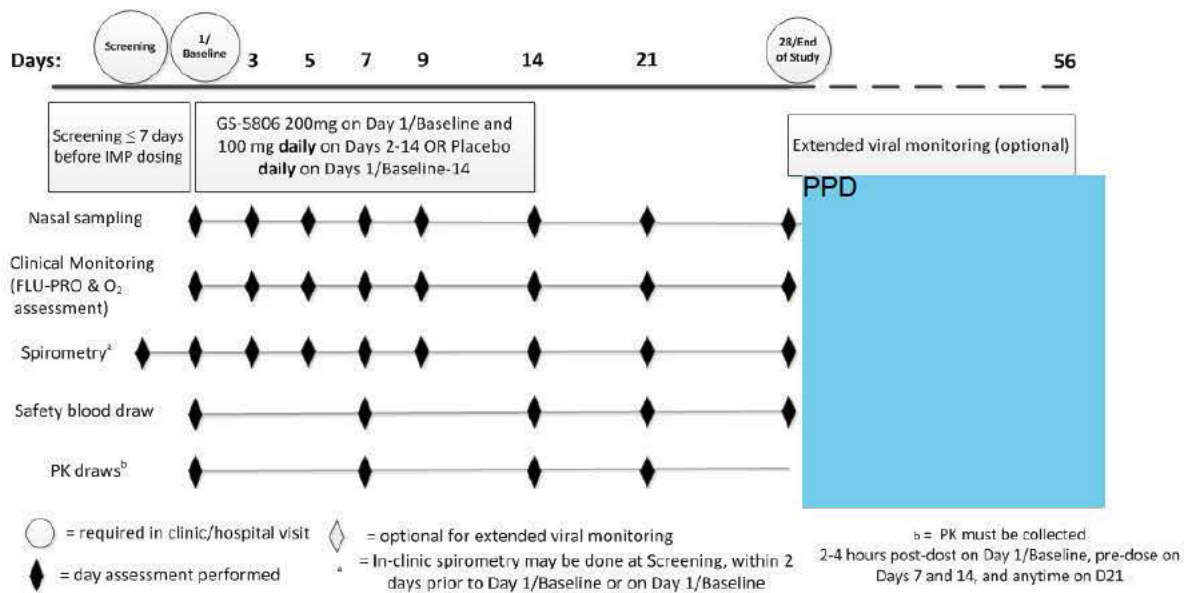 Screening
1/
Baseline
28/End
of Study
Days: 3 5 7 9 14 21 56
Screening ≤ 7 days
before IMP dosing
GS-5806 200mg on Day 1/Baseline and
100 mg daily on Days 2-14 OR Placebo
daily on Days 1/Baseline-14
Extended viral monitoring (optional)
PPD
Nasal sampling
Clinical Monitoring
(FLU-PRO & O₂
assessment)
Spirometryᵃ
Safety blood draw
PK drawsᵇ
= required in clinic/hospital visit
= day assessment performed
= optional for extended viral monitoring
ᵃ = In-clinic spirometry may be done at Screening, within 2
days prior to Day 1/Baseline or on Day 1/Baseline
b = PK must be collected
2-4 hours post-dost on Day 1/Baseline, pre-dose on
Days 7 and 14, and anytime on D21